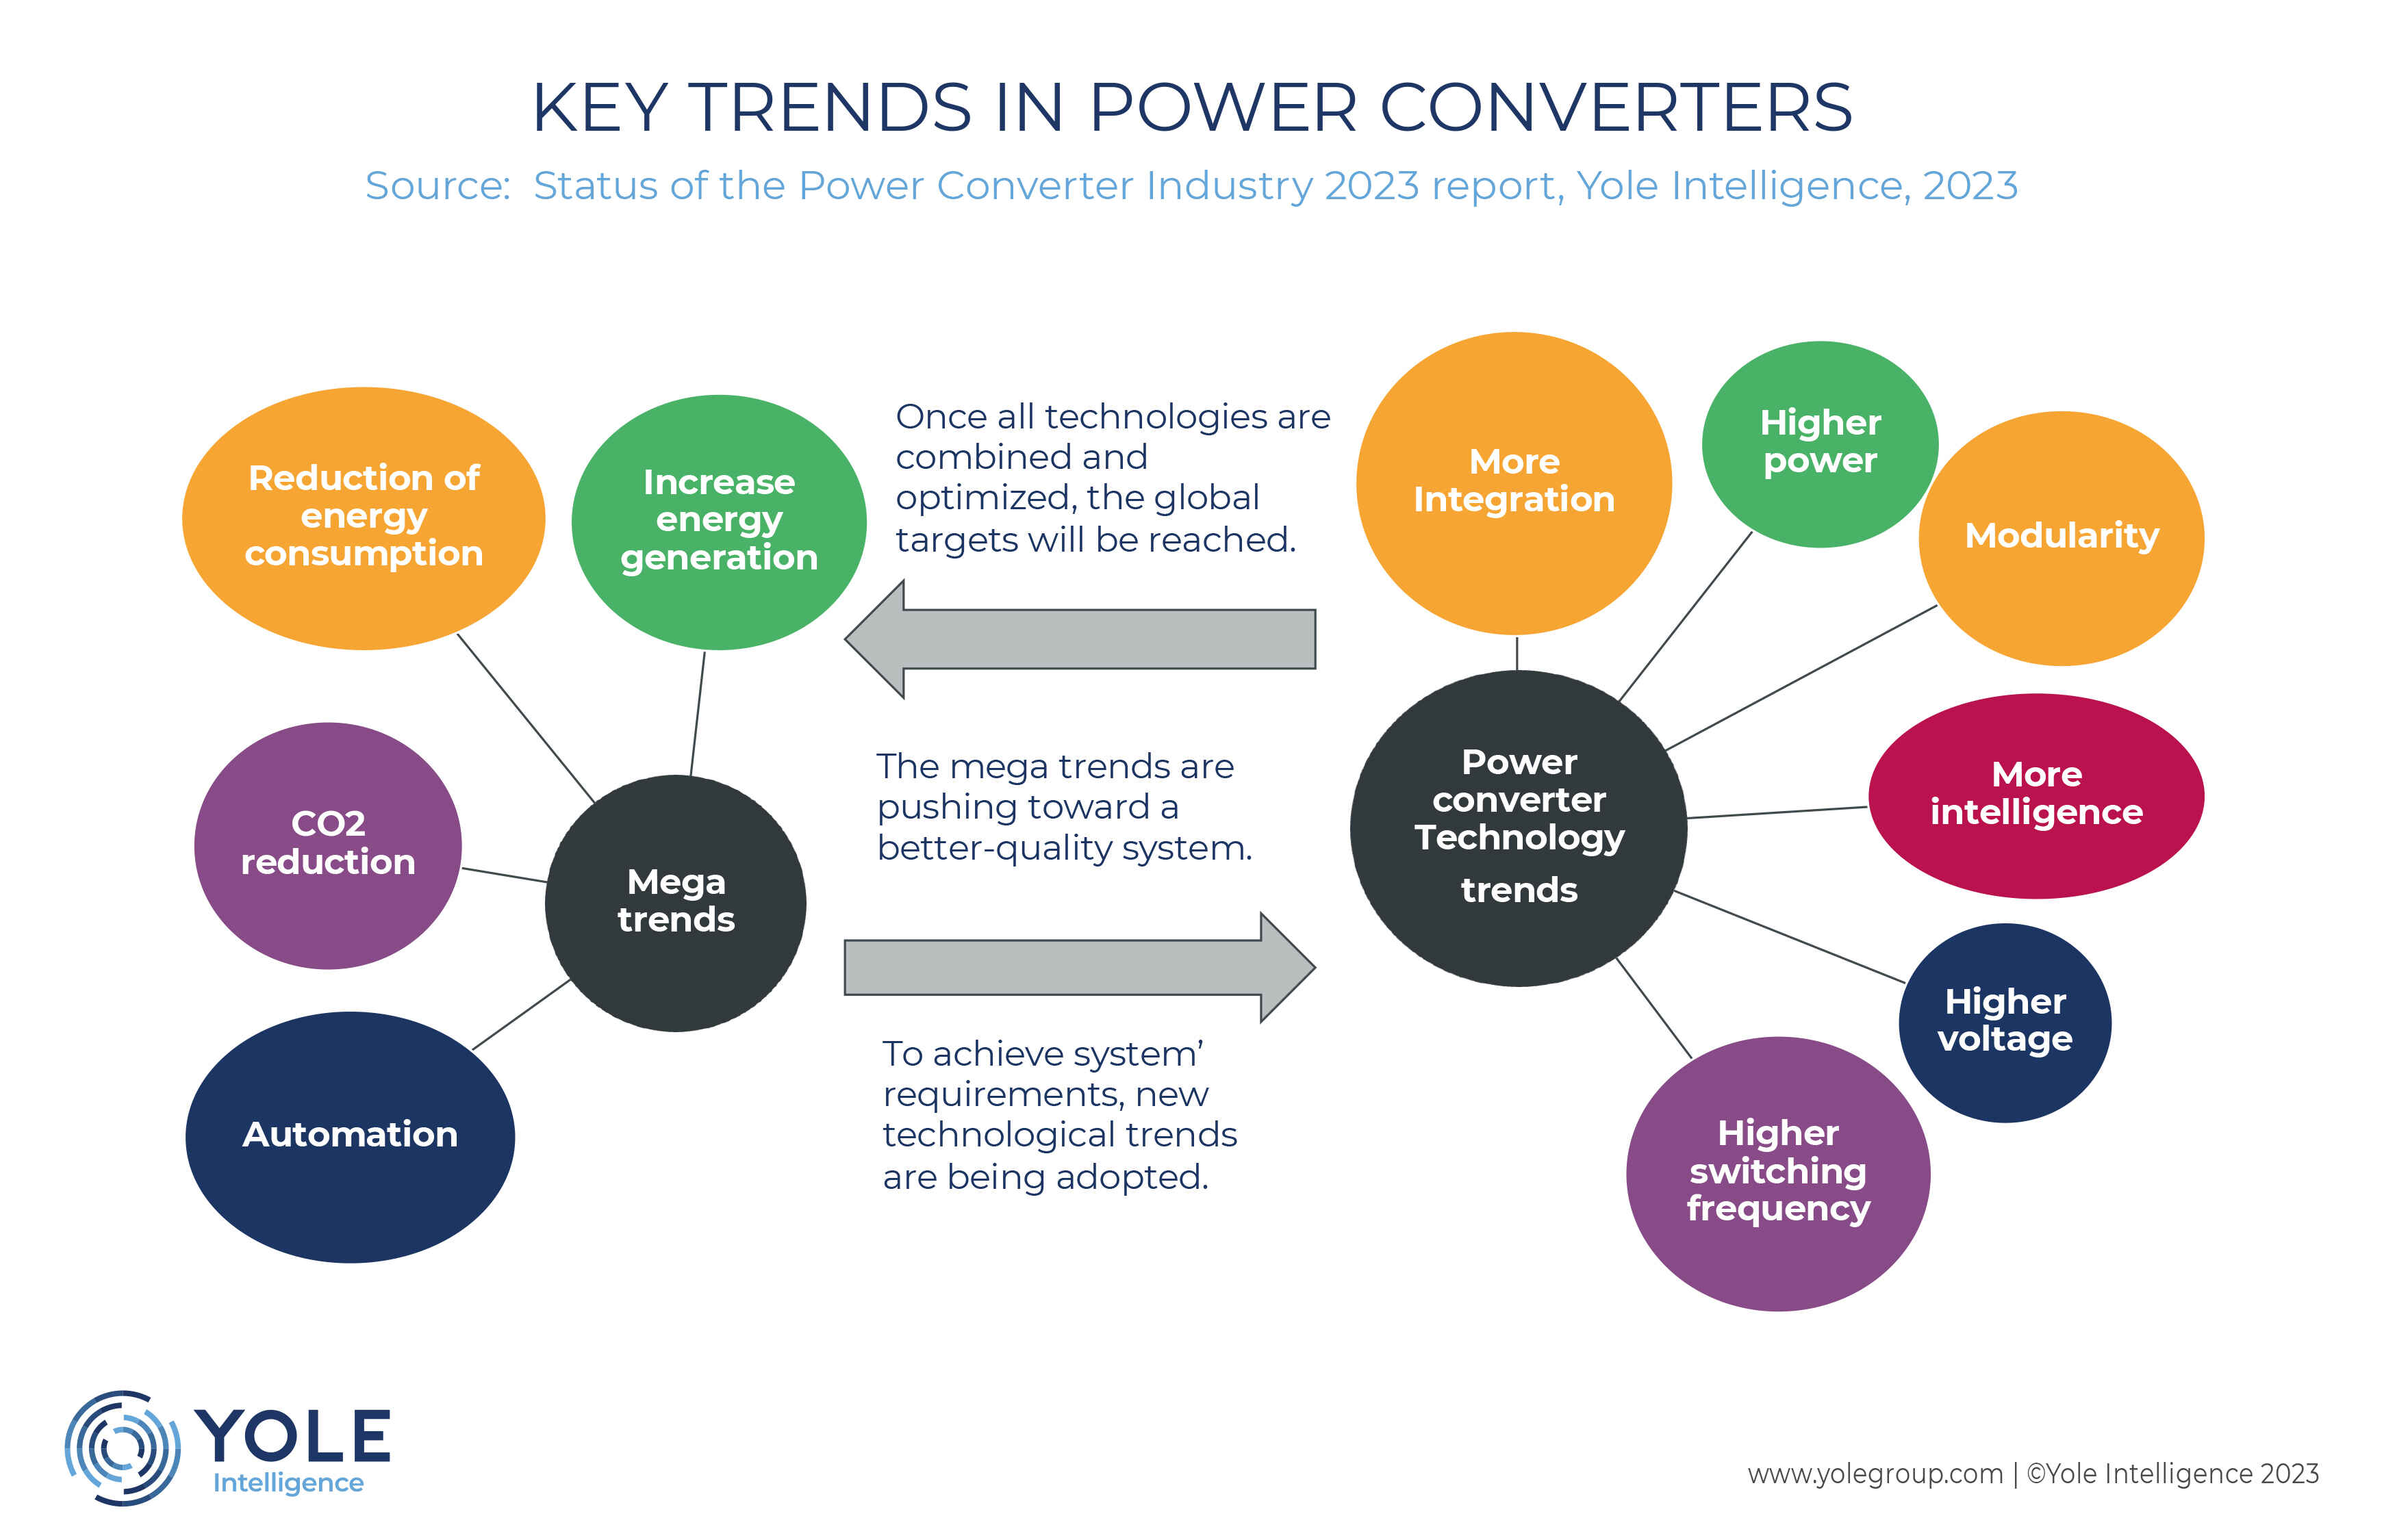 KEY TRENDS IN POWER CONVERTERS
Source: Status of the Power Converter Industry 2023 report, Yole Intelligence, 2023
Reduction of
energy
consumption
Increase
energy
generation
CO2
reduction
Automation
Mega
trends
Once all technologies are
combined and
optimized, the global
targets will be reached.
The mega trends are
pushing toward a
better-quality system.
To achieve system’
requirements, new
technological trends
are being adopted.
More
Integration
Higher
power
Modularity
More
intelligence
Higher
voltage
Higher
switching
frequency
Power
converter
Technology
trends
YOLE
Intelligence
www.yolegroup.com | ©Yole Intelligence 2023